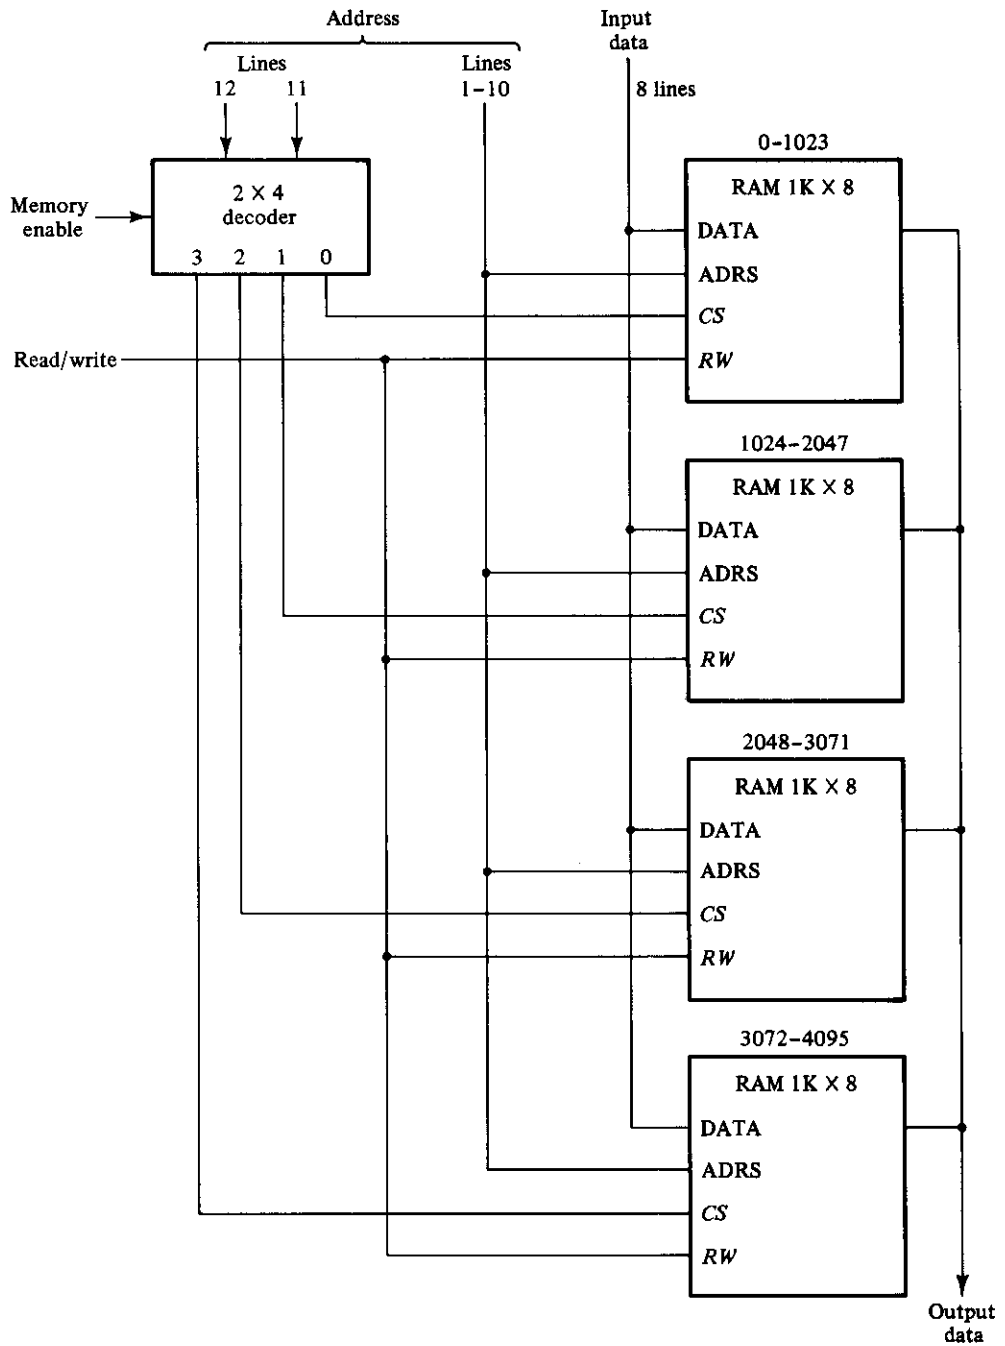 Address
Input
data
Lines
12 11
Lines
1-10
8 lines
Memory
enable
2 × 4
decoder
3 2 1 0
Read/write
0-1023
RAM 1K × 8
DATA
ADRS
CS
RW
1024-2047
RAM 1K × 8
DATA
ADRS
CS
RW
2048-3071
RAM 1K × 8
DATA
ADRS
CS
RW
3072-4095
RAM 1K × 8
DATA
ADRS
CS
RW
Output
data